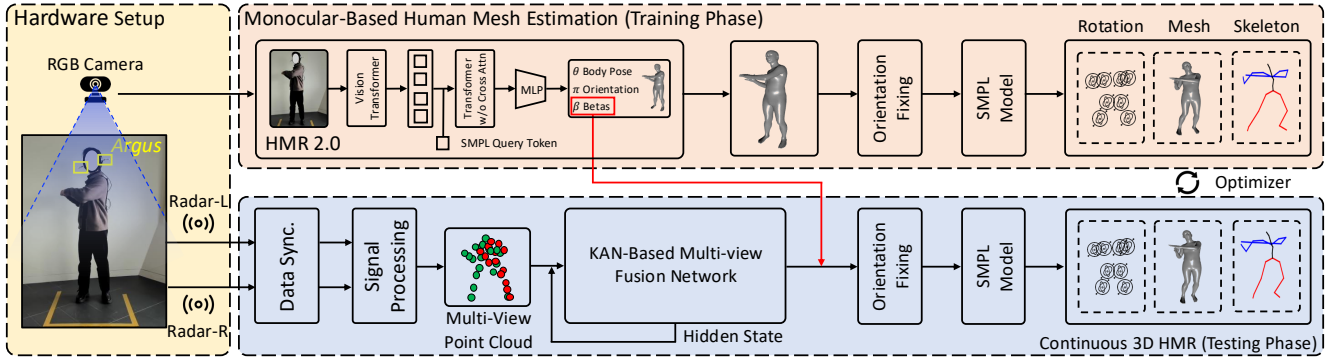 Hardware Setup
RGB Camera
Argus
Radar-L
Radar-R
Monocular-Based Human Mesh Estimation (Training Phase)
Vision
Transformer
Transformer
w/o Cross Attn
MLP
θ Body Pose
π Orientation
β Betas
HMR 2.0
SMPL Query Token
Orientation
Fixing
SMPL
Model
Rotation
Mesh
Skeleton
Optimizer
Data Sync.
Signal
Processing
Multi-View
Point Cloud
KAN-Based Multi-view
Fusion Network
Hidden State
Orientation
Fixing
SMPL
Model
Continuous 3D HMR (Testing Phase)